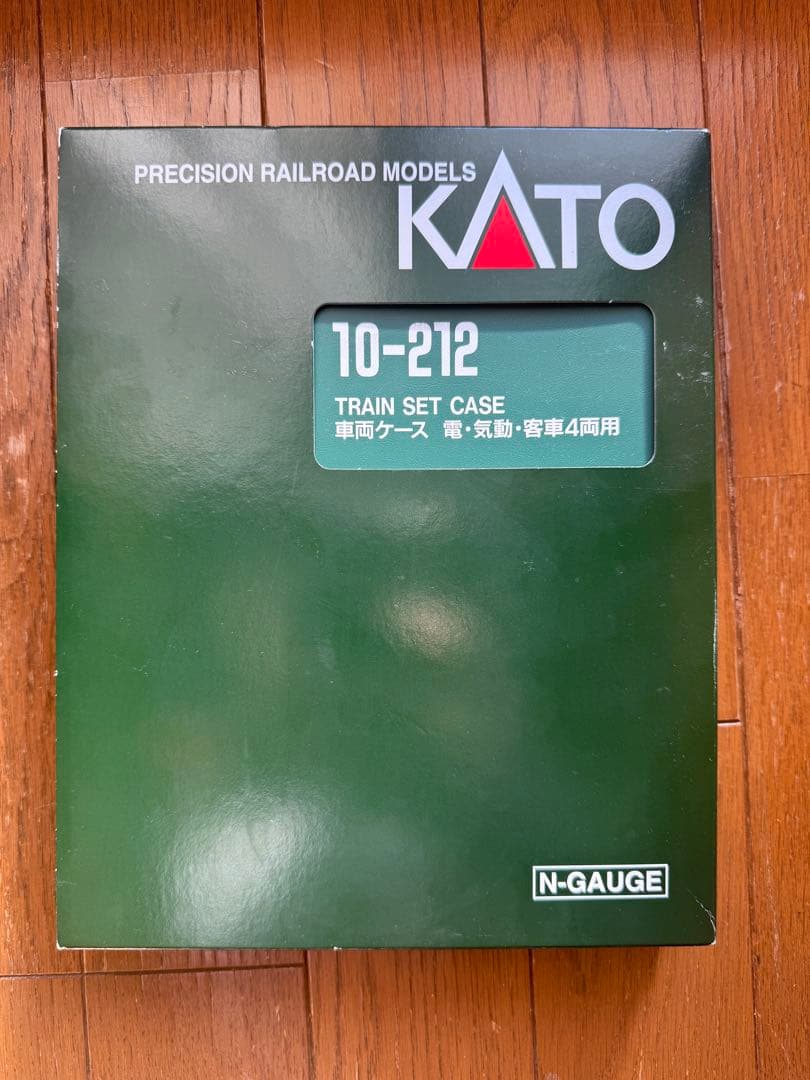 PRECISION RAILROAD MODELS
KATO
10-212
TRAIN SET CASE
車両ケース 電・気動・客車4両用
N-GAUGE